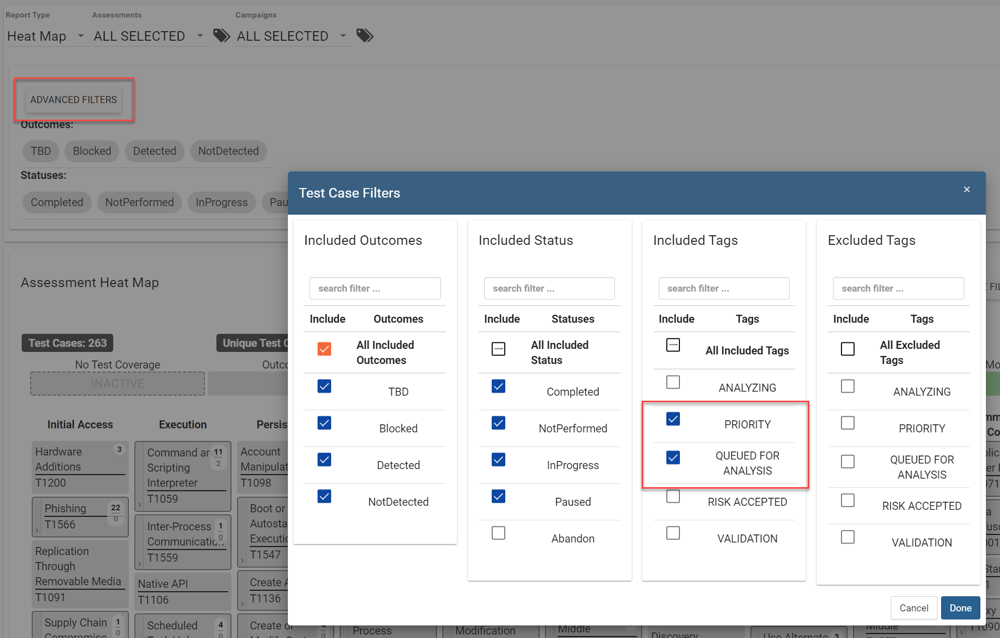 Report Type
Assessments
Campaigns
Heat Map
ALL SELECTED
ALL SELECTED
ADVANCED FILTERS
Outcomes:
TBD
Blocked
Detected
NotDetected
Statuses:
Completed
NotPerformed
InProgress
Pau
Test Case Filters
×
Included Outcomes
search filter ...
Include Outcomes
All Included
Outcomes
TBD
Blocked
Detected
NotDetected
Included Status
search filter ...
Include Statuses
All Included
Status
Completed
NotPerformed
InProgress
Paused
Abandon
Included Tags
search filter ...
Include Tags
All Included Tags
ANALYZING
PRIORITY
QUEUED FOR
ANALYSIS
RISK ACCEPTED
VALIDATION
Excluded Tags
search filter ...
Include Tags
All Excluded
Tags
ANALYZING
PRIORITY
QUEUED FOR
ANALYSIS
RISK ACCEPTED
VALIDATION
Cancel
Done
Assessment Heat Map
Test Cases: 263
Unique Test C
No Test Coverage
Outco
INACTIVE
Initial Access
Hardware
Additions
3
T1200
Phishing
22
0
T1566
Replication
Through
Removable Media
T1091
Supply Chain
1
0
Compromise
Execution
Command an
11
2
Scripting
Interpreter
T1059
Inter-Process
1
0
Communication
T1559
Native API
T1106
Scheduled
4
0
Persis
Account
Manipulat
T1098
Boot or
Autosta
Executio
T1547
Create A
T1136
Create or
Process
Modification
Middle
Discovery
Use Alternate
3
Middle
T1090